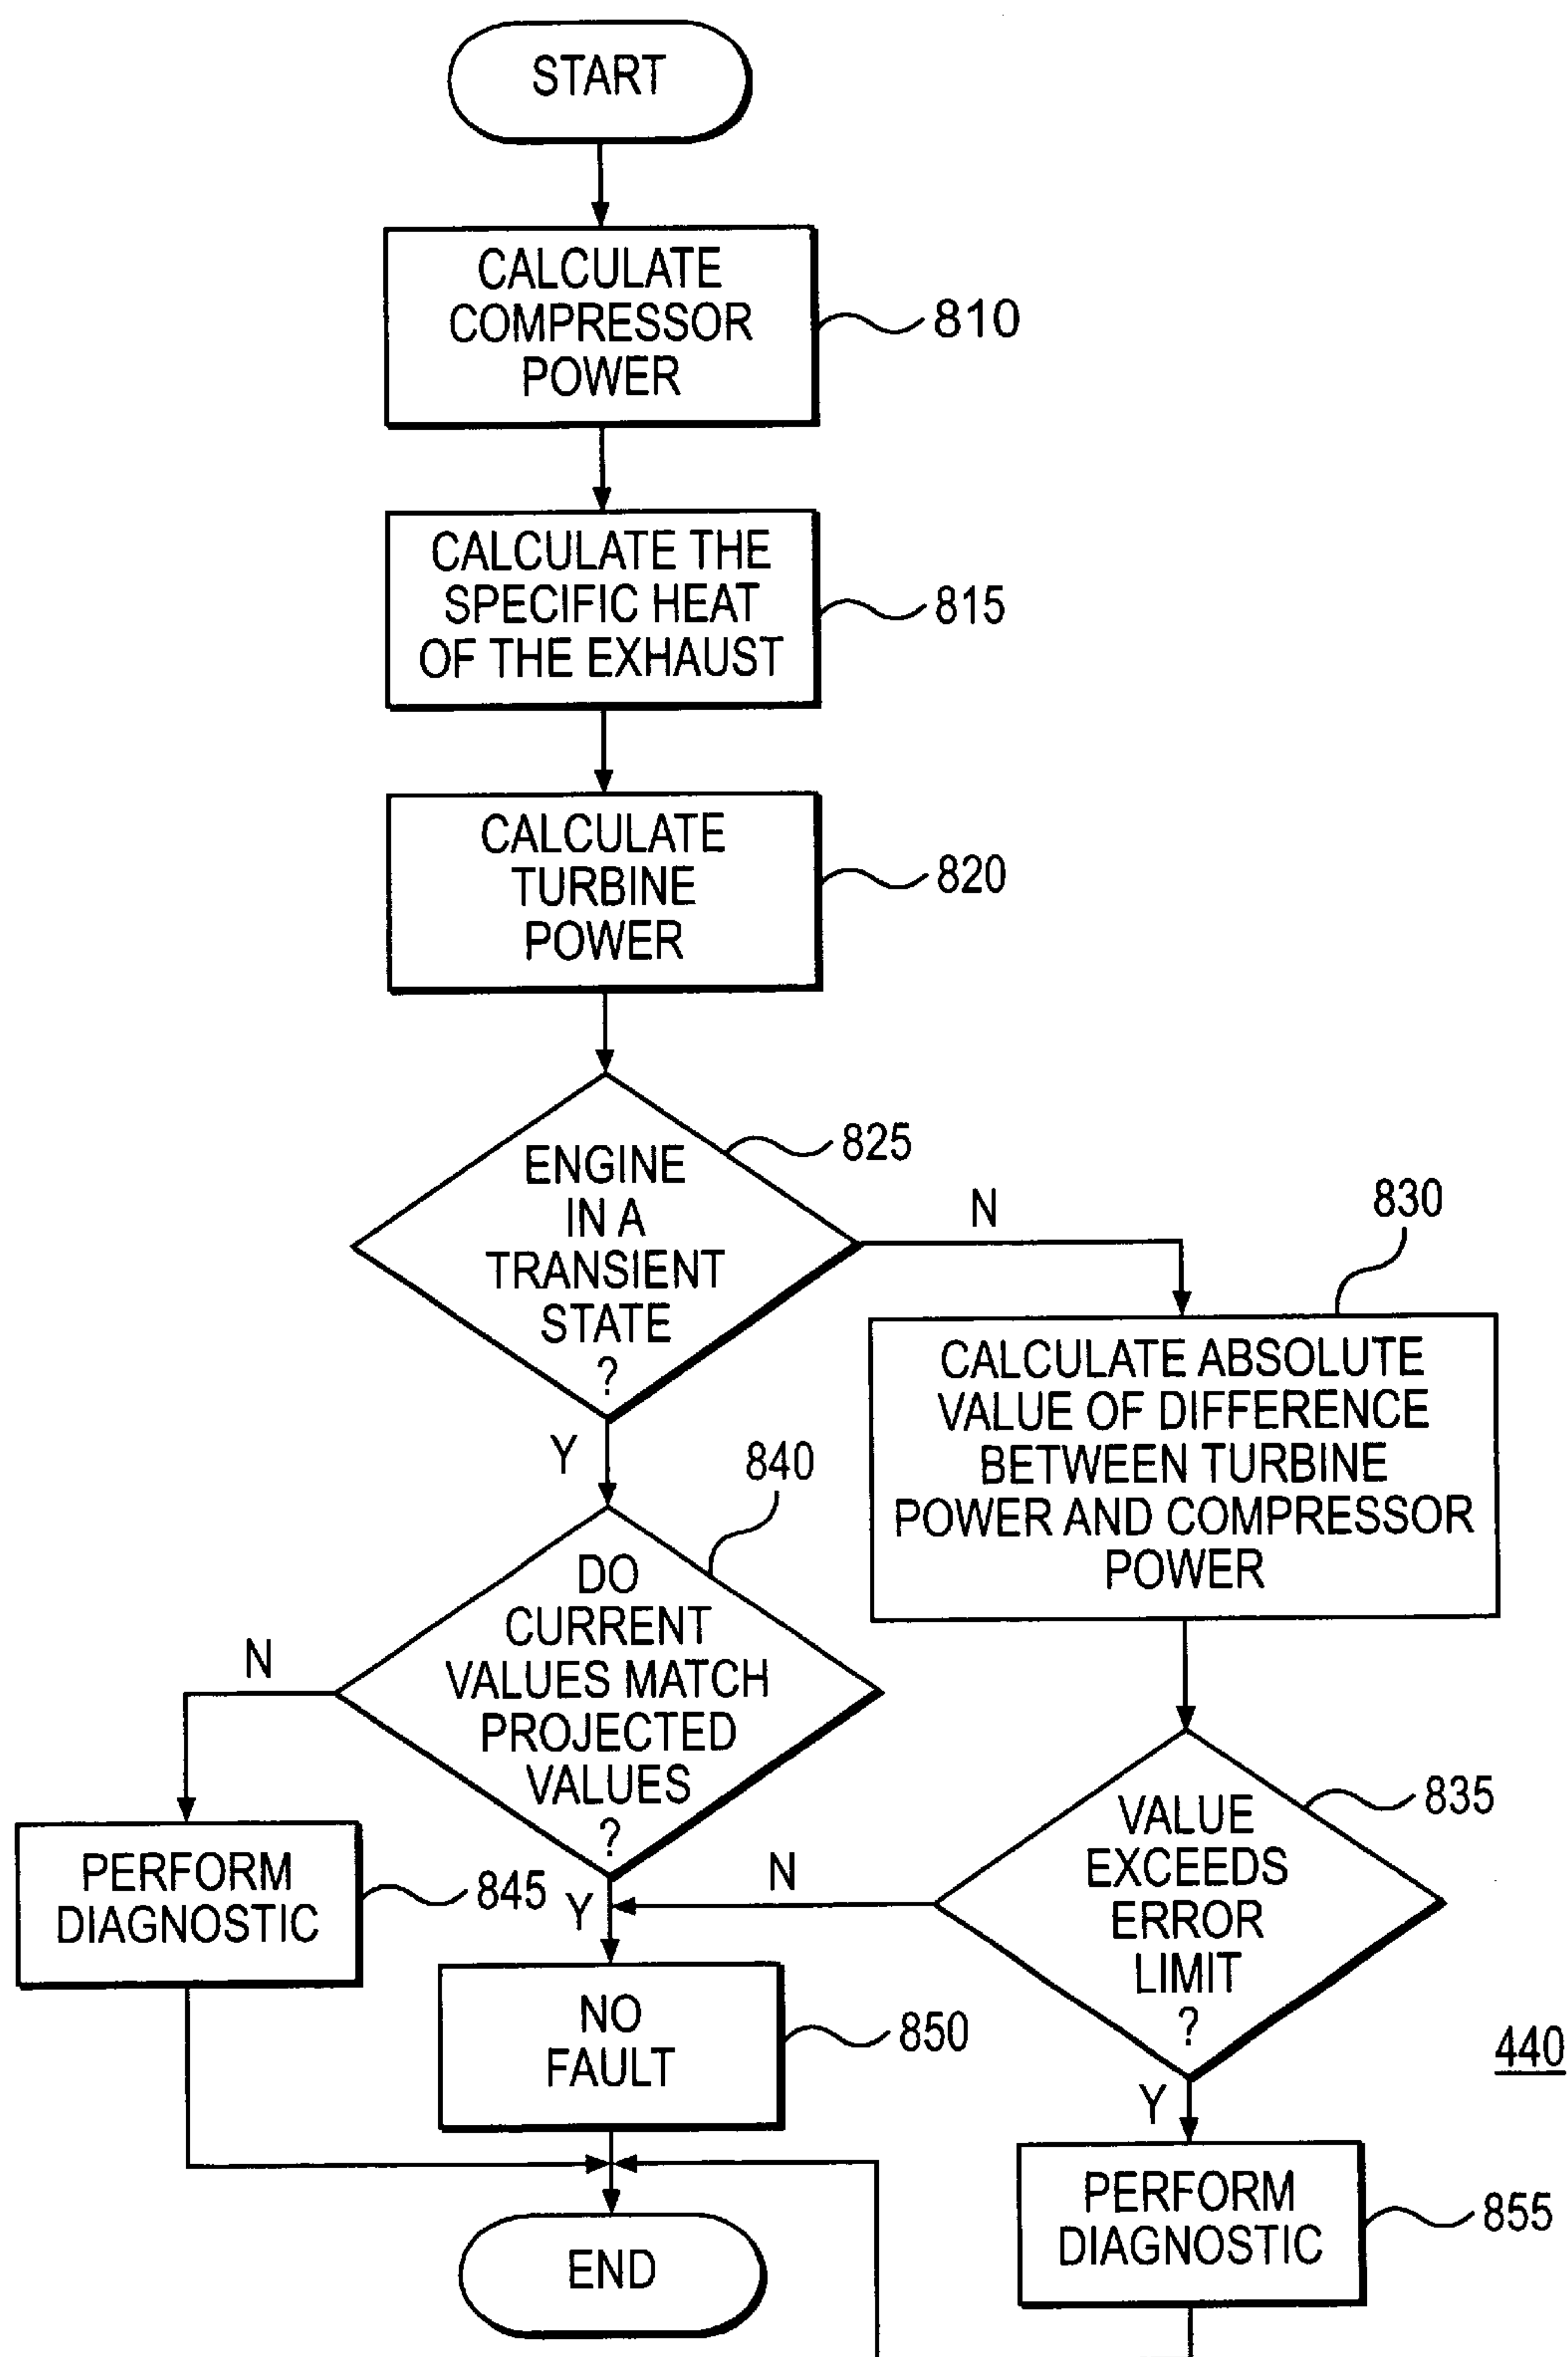 START
CALCULATE
COMPRESSOR
POWER
810
CALCULATE THE
SPECIFIC HEAT
OF THE EXHAUST
815
CALCULATE
TURBINE
POWER
820
ENGINE
IN A
TRANSIENT
STATE
?
825
N
830
CALCULATE ABSOLUTE
VALUE OF DIFFERENCE
BETWEEN TURBINE
POWER AND COMPRESSOR
POWER
Y
840
DO
CURRENT
VALUES MATCH
PROJECTED
VALUES
?
N
835
VALUE
EXCEEDS
ERROR
LIMIT
?
PERFORM
DIAGNOSTIC
845
Y
N
NO
FAULT
850
440
Y
PERFORM
DIAGNOSTIC
855
END